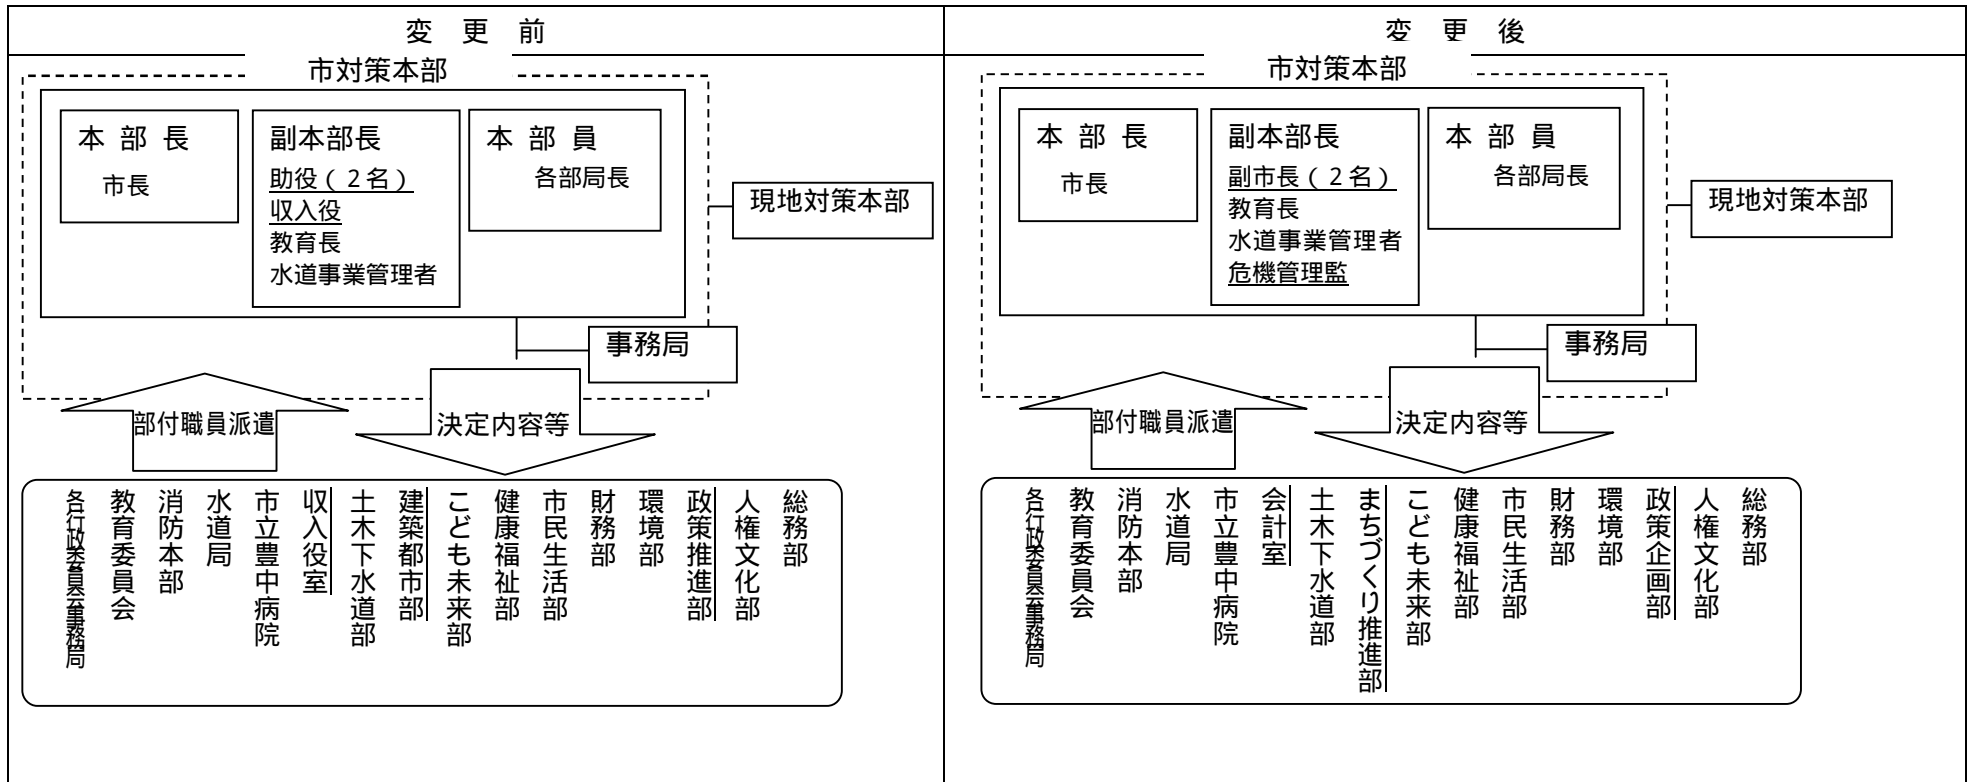 変 更 前
市対策本部
本 部 長
市長
副本部長
助役(2名)
収入役
教育長
水道事業管理者
本 部 員
各部局長
現地対策本部
事務局
部付職員派遣
決定内容等
総務部
人権文化部
政策推進部
環境部
財務部
市民生活部
健康福祉部
こども未来部
建築都市部
土木下水道部
収入役室
市立豊中病院
水道局
消防本部
教育委員会
各行政委員会事務局
変 更 後
市対策本部
本 部 長
市長
副本部長
副市長(2名)
教育長
水道事業管理者
危機管理監
本 部 員
各部局長
現地対策本部
事務局
部付職員派遣
決定内容等
総務部
人権文化部
政策企画部
環境部
財務部
市民生活部
健康福祉部
こども未来部
まちづくり推進部
土木下水道部
会計室
市立豊中病院
水道局
消防本部
教育委員会
各行政委員会事務局